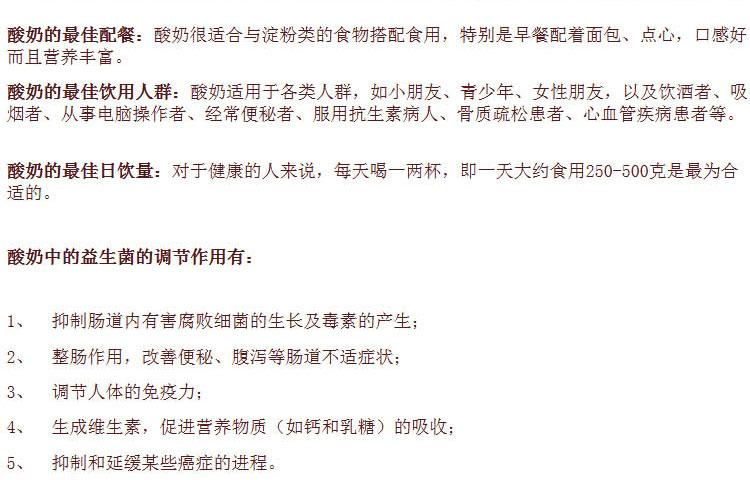 酸奶的最佳配餐：酸奶很适合与淀粉类的食物搭配食用，特别是早餐配着面包、点心，口感好
而且营养丰富。
酸奶的最佳饮用人群：酸奶适用于各类人群，如小朋友、青少年、女性朋友，以及饮酒者、吸
烟者、从事电脑操作者、经常便秘者、服用抗生素病人、骨质疏松患者、心血管疾病患者等。
酸奶的最佳日饮量：对于健康的人来说，每天喝一两杯，即一天大约食用250-500克是最为合
适的。
酸奶中的益生菌的调节作用有：
1、 抑制肠道内有害腐败细菌的生长及毒素的产生；
2、 整肠作用，改善便秘、腹泻等肠道不适症状；
3、 调节人体的免疫力；
4、 生成维生素，促进营养物质（如钙和乳糖）的吸收；
5、 抑制和延缓某些癌症的进程。